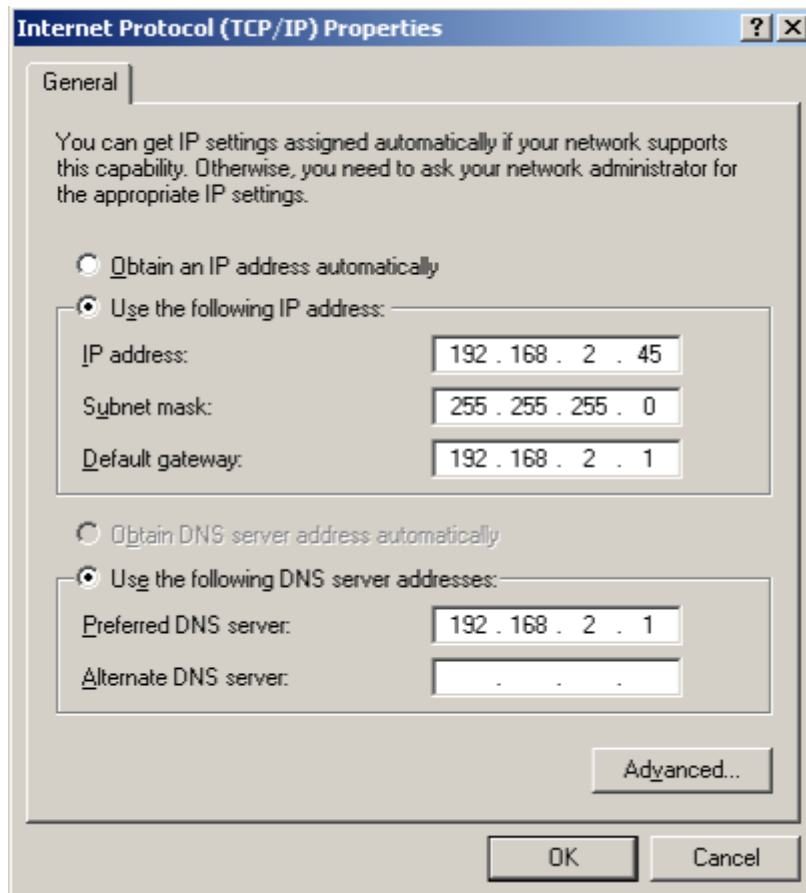 Internet Protocol (TCP/IP) Properties
General
You can get IP settings assigned automatically if your network supports
this capability. Otherwise, you need to ask your network administrator for
the appropriate IP settings.
Obtain an IP address automatically
Use the following IP address:
IP address: 192 . 168 . 2 . 45
Subnet mask: 255 . 255 . 255 . 0
Default gateway: 192 . 168 . 2 . 1
Obtain DNS server address automatically
Use the following DNS server addresses:
Preferred DNS server: 192 . 168 . 2 . 1
Alternate DNS server: . . .
Advanced...
OK Cancel